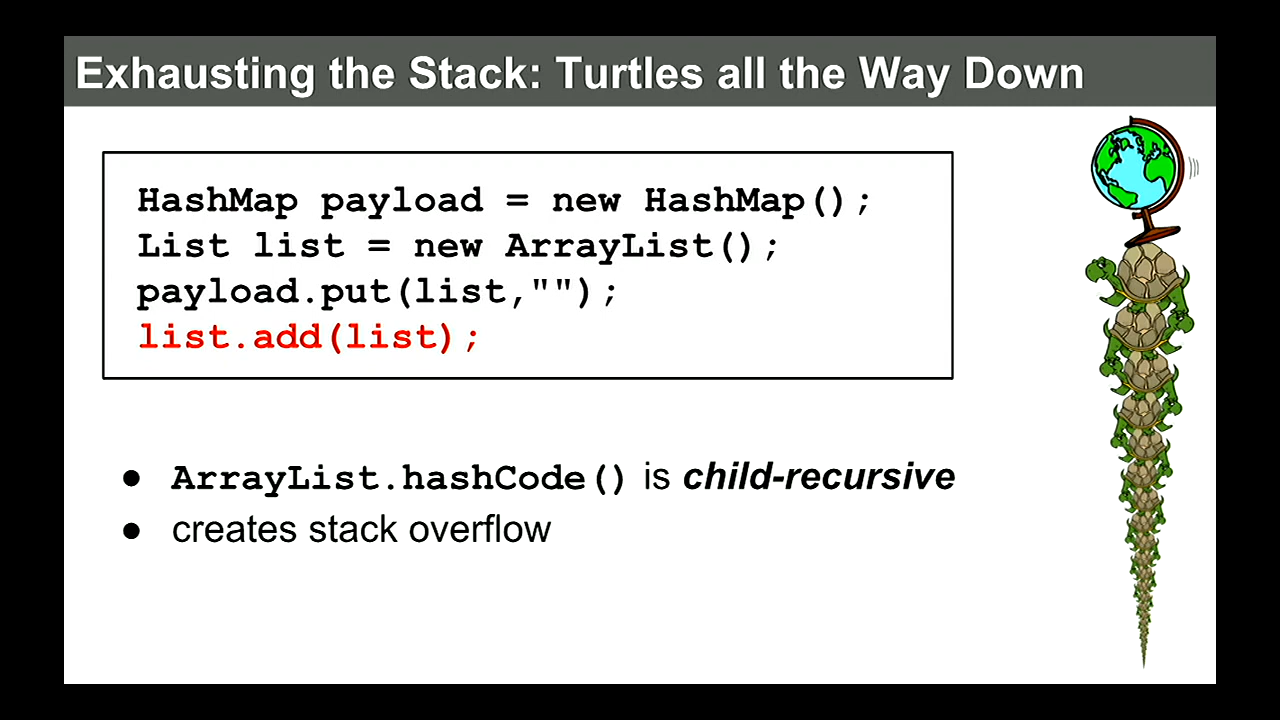 Exhausting the Stack: Turtles all the Way Down
HashMap payload = new HashMap();
List list = new ArrayList();
payload.put(list,"");
list.add(list);
● ArrayList.hashCode() is child-recursive
● creates stack overflow